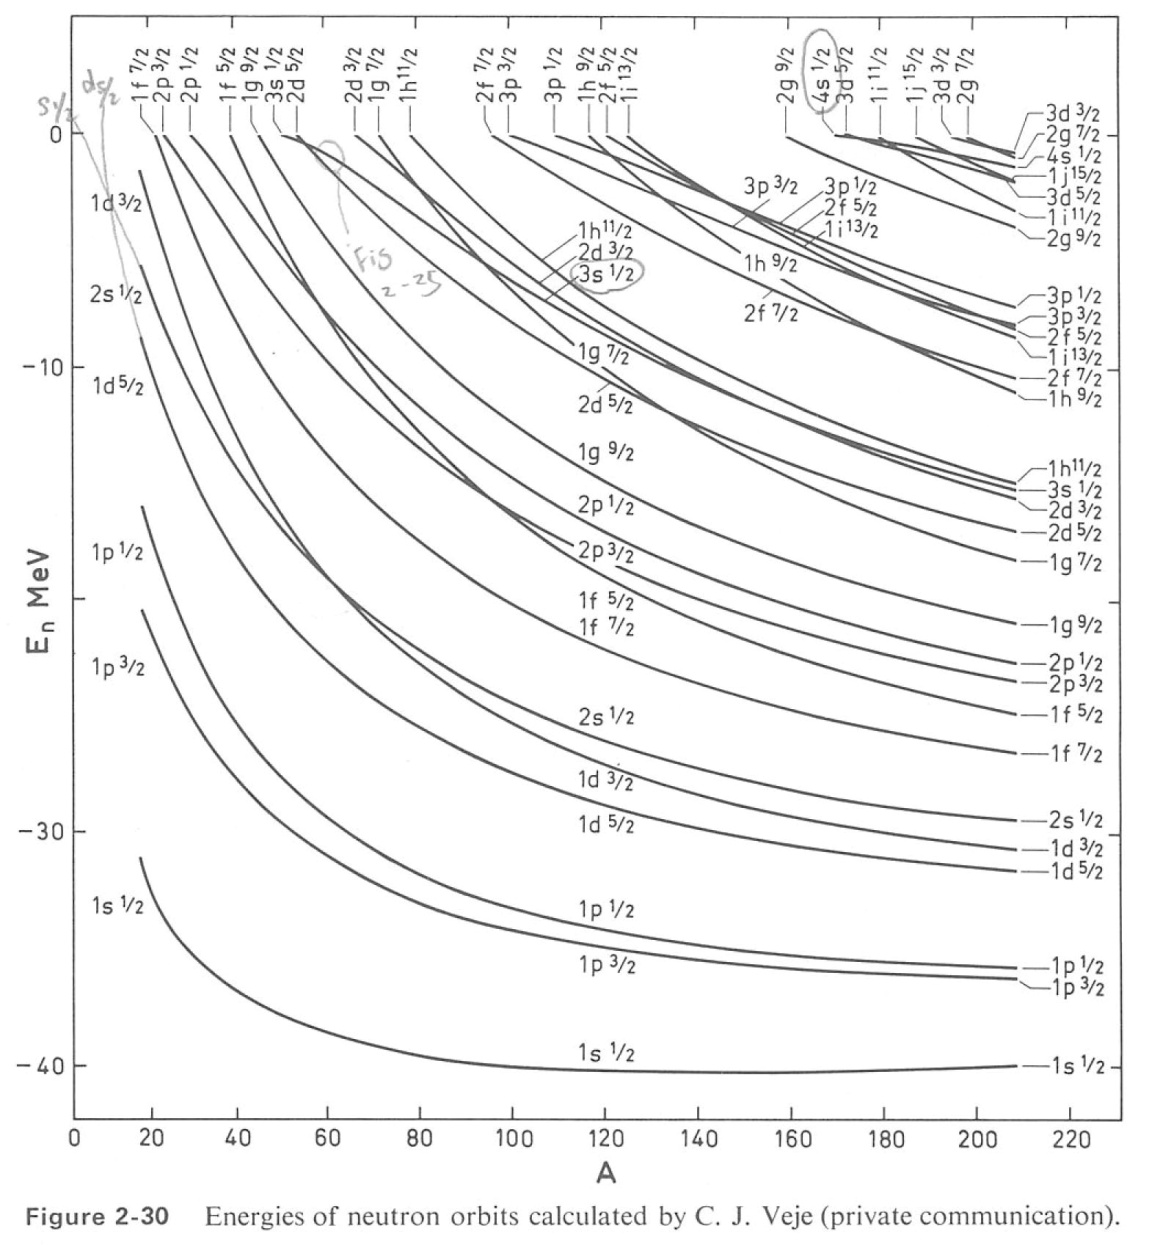 1f 7/2 2p 3/2 2p 1/2 1f 5/2 1g 9/2 3s 1/2 2d 5/2 2d 3/2 1g 7/2 1h 11/2 2f 7/2 3p 3/2 3p 1/2 1h 9/2 2f 5/2 1i 13/2 2g 9/2 4s 1/2 3d 5/2 1i 11/2 1j 15/2 3d 3/2 2g 7/2
s 1/2 d 5/2
0
3d 3/2
2g 7/2
4s 1/2
1j 15/2
3d 5/2
1i 11/2
2g 9/2
1d 3/2
3p 3/2 3p 1/2
2f 5/2
1i 13/2
1h 11/2
2d 3/2
3s 1/2
Fig
2-25
1h 9/2
2f 7/2
2s 1/2
3p 1/2
3p 3/2
2f 5/2
1i 13/2
2f 7/2
1h 9/2
-10
1g 7/2
1d 5/2
2d 5/2
1g 9/2
1h 11/2
3s 1/2
2d 3/2
2d 5/2
1g 7/2
2p 1/2
1p 1/2
2p 3/2
1f 5/2
1f 7/2
1g 9/2
2p 1/2
2p 3/2
1f 5/2
1f 7/2
En MeV
1p 3/2
2s 1/2
1d 3/2
1d 5/2
2s 1/2
1d 3/2
1d 5/2
-30
1s 1/2
1p 1/2
1p 3/2
1p 1/2
1p 3/2
1s 1/2
1s 1/2
-40
0 20 40 60 80 100 120 140 160 180 200 220
A
Figure 2-30 Energies of neutron orbits calculated by C. J. Veje (private communication).